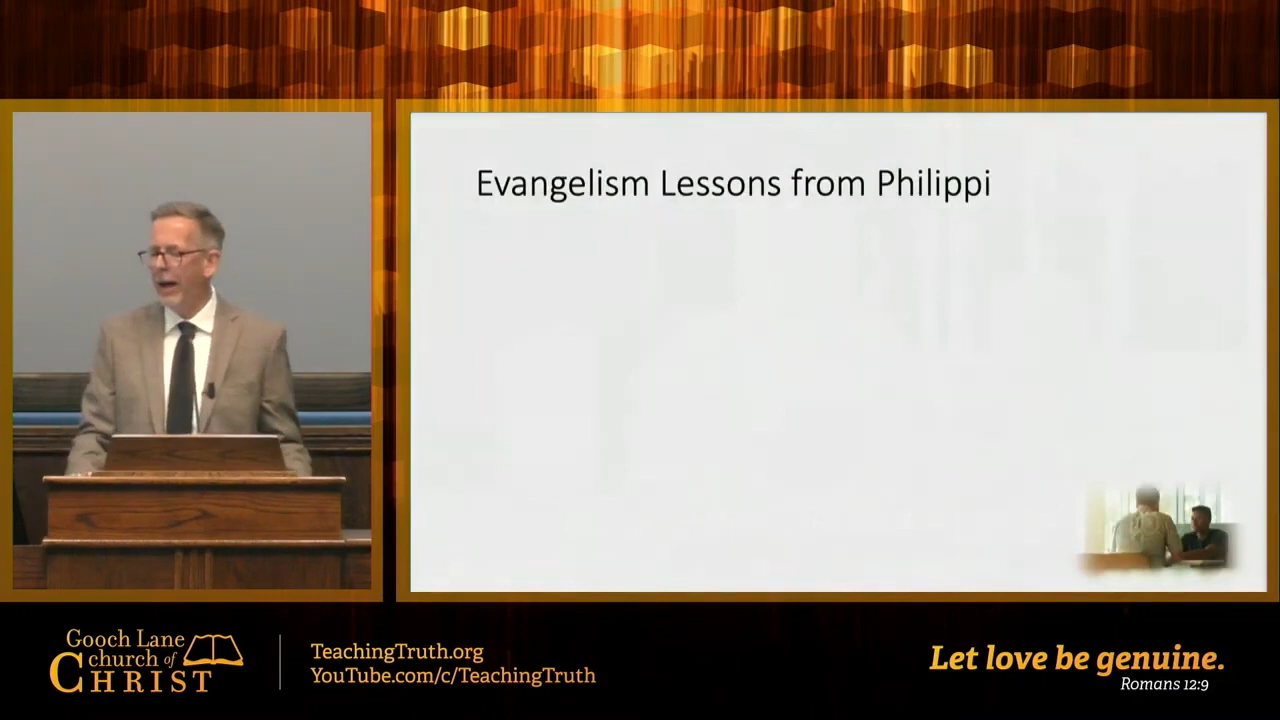 Evangelism Lessons from Philippi
Gooch Lane
church of
CHRIST
TeachingTruth.org
YouTube.com/c/TeachingTruth
Let love be genuine.
Romans 12:9